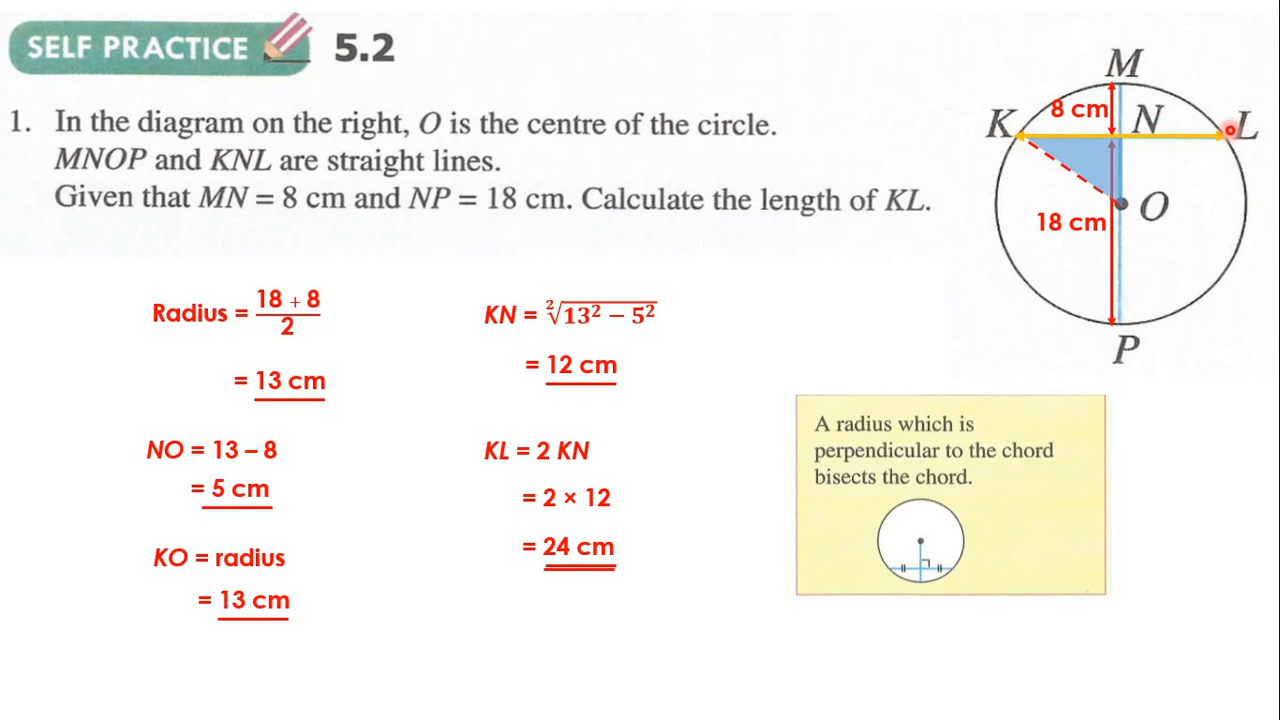 SELF PRACTICE 5.2
1. In the diagram on the right, O is the centre of the circle.
MNOP and KNL are straight lines.
Given that MN = 8 cm and NP = 18 cm. Calculate the length of KL.
M
K
8 cm
N
L
18 cm
O
P
Radius = (18 + 8)/2
= 13 cm
NO = 13 – 8
= 5 cm
KO = radius
= 13 cm
KN = ²√(13² − 5²)
= 12 cm
KL = 2 KN
= 2 × 12
= 24 cm
A radius which is
perpendicular to the chord
bisects the chord.